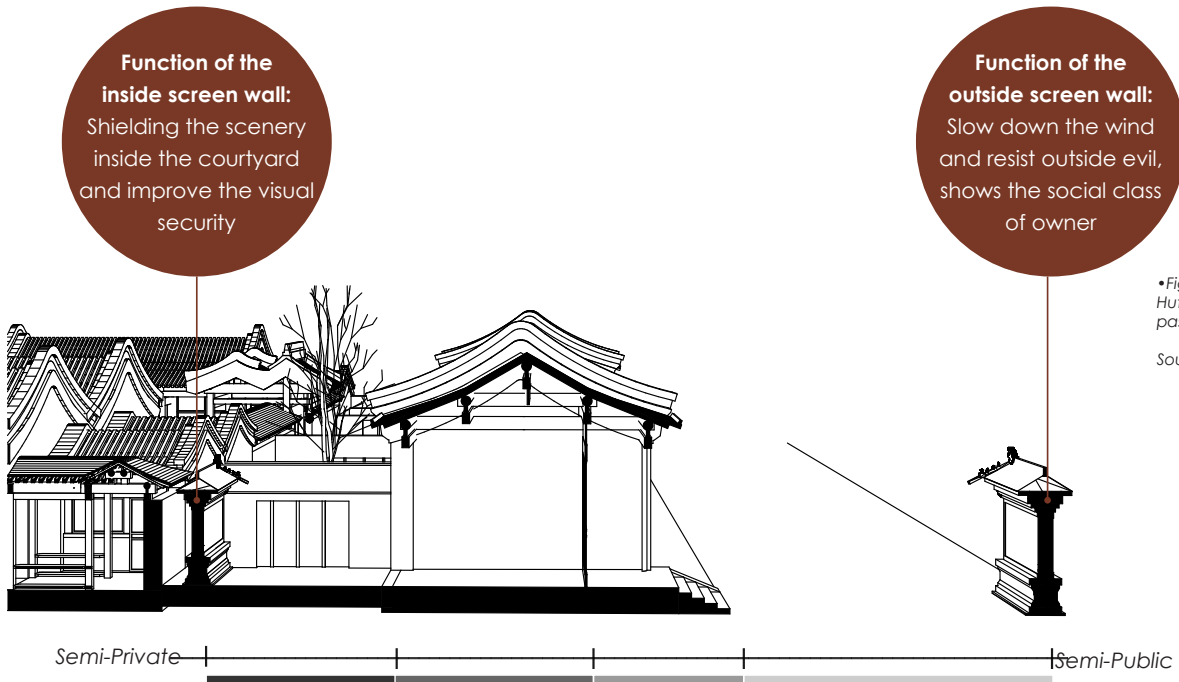 Function of the
inside screen wall:
Shielding the scenery
inside the courtyard
and improve the visual
security
Function of the
outside screen wall:
Slow down the wind
and resist outside evil,
shows the social class
of owner
Semi-Private
Semi-Public